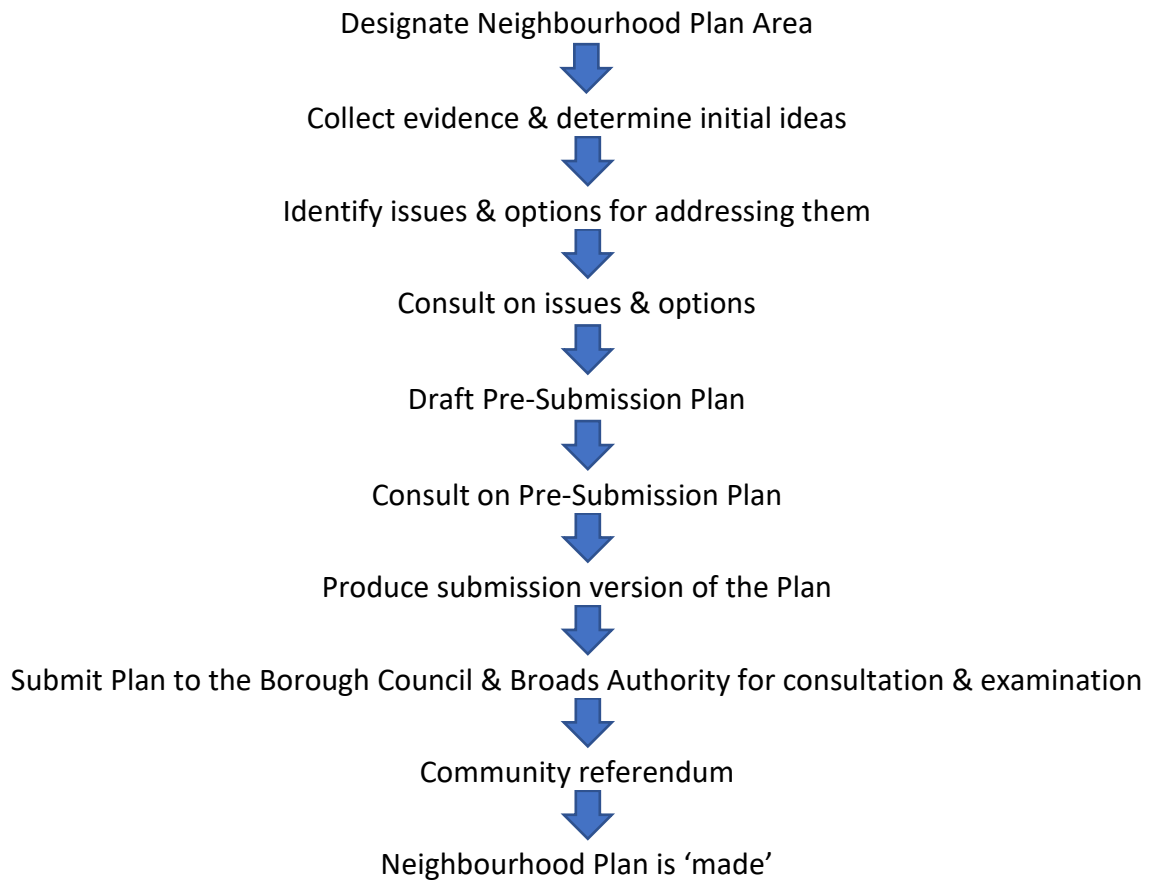 Designate Neighbourhood Plan Area
Collect evidence & determine initial ideas
Identify issues & options for addressing them
Consult on issues & options
Draft Pre-Submission Plan
Consult on Pre-Submission Plan
Produce submission version of the Plan
Submit Plan to the Borough Council & Broads Authority for consultation & examination
Community referendum
Neighbourhood Plan is ‘made’